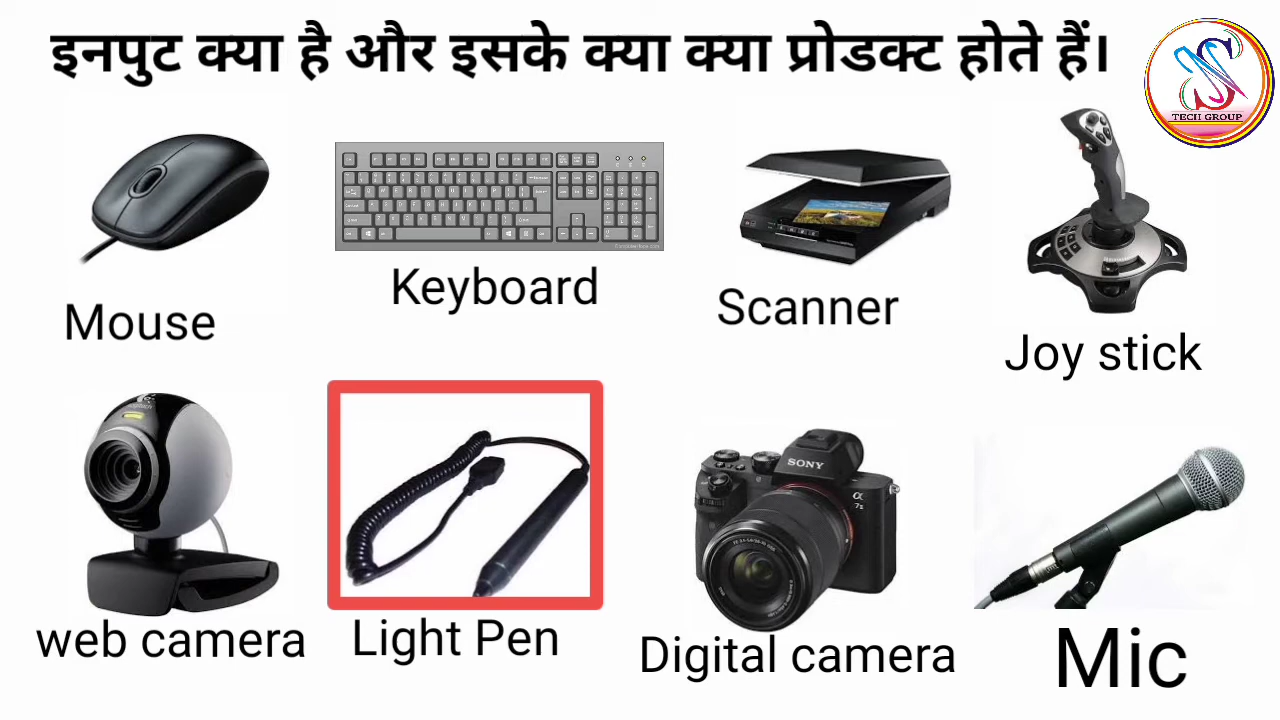 इनपुट क्या है और इसके क्या क्या प्रोडक्ट होते हैं।
S
TECH GROUP
Mouse
Keyboard
Scanner
Joy stick
SONY
α
7II
web camera
Light Pen
Digital camera
Mic